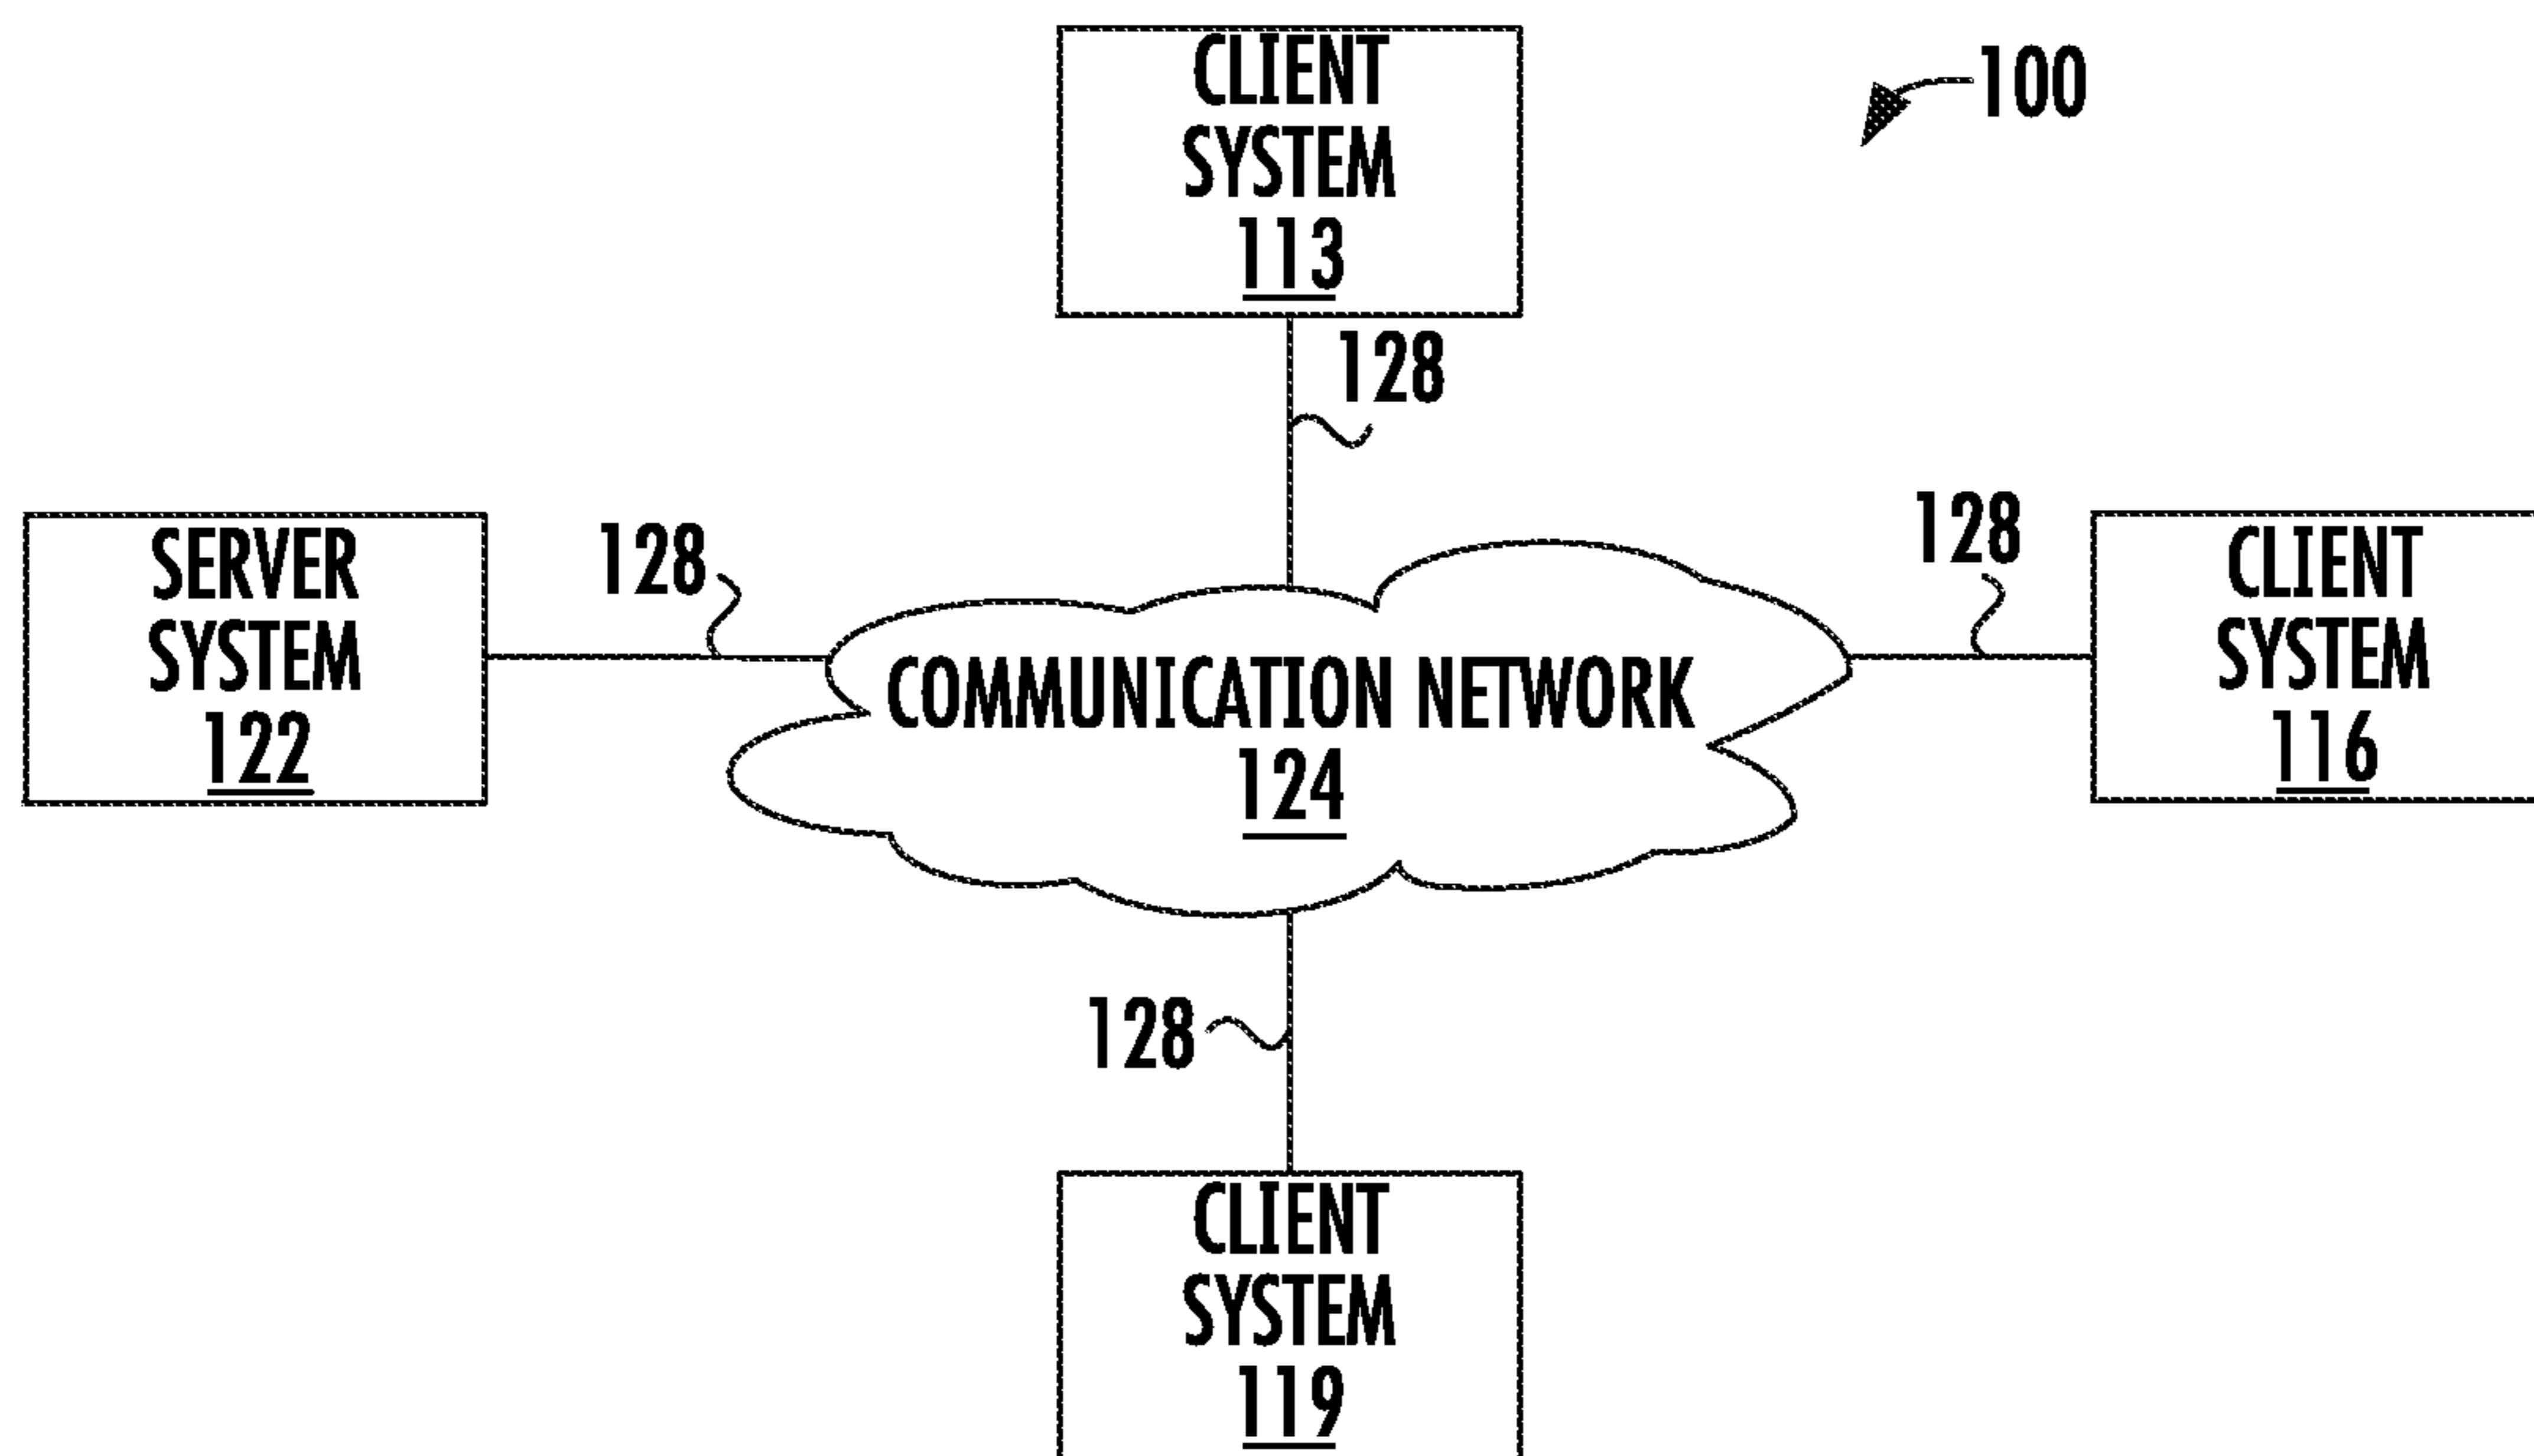 CLIENT
SYSTEM
113
100
128
SERVER
SYSTEM
122
128
128
CLIENT
SYSTEM
116
COMMUNICATION NETWORK
124
128
CLIENT
SYSTEM
119